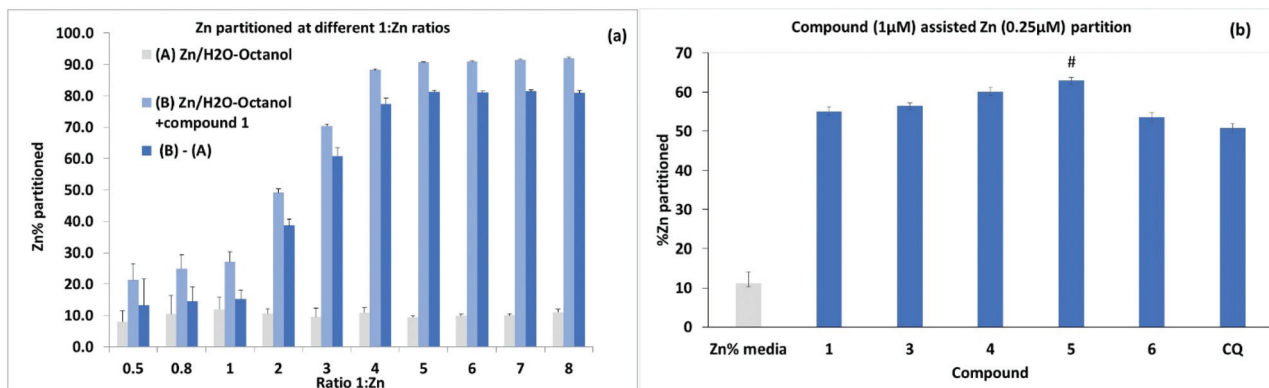 Zn partitioned at different 1:Zn ratios
(a)
100.0
90.0
80.0
70.0
60.0
50.0
40.0
30.0
20.0
10.0
0.0
Zn% partitioned
(A) Zn/H2O-Octanol
(B) Zn/H2O-Octanol
+compound 1
(B) - (A)
0.5 0.8 1 2 3 4 5 6 7 8
Ratio 1:Zn
Compound (1μM) assisted Zn (0.25μM) partition
(b)
70
60
50
40
30
20
10
0
%Zn partitioned
#
Zn% media 1 3 4 5 6 CQ
Compound